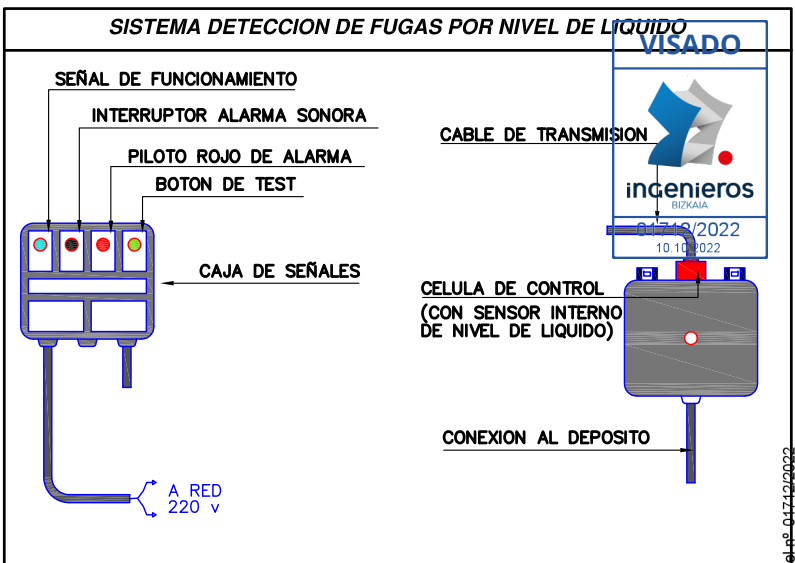 SISTEMA DETECCION DE FUGAS POR NIVEL DE LIQUIDO
VISADO
SEÑAL DE FUNCIONAMIENTO
INTERRUPTOR ALARMA SONORA
CABLE DE TRANSMISION
PILOTO ROJO DE ALARMA
BOTON DE TEST
ingenieros
BIZKAIA
01712/2022
10.10.2022
CAJA DE SEÑALES
CELULA DE CONTROL
(CON SENSOR INTERNO
DE NIVEL DE LIQUIDO)
CONEXION AL DEPOSITO
A RED
220 v
el nº 01712/2022